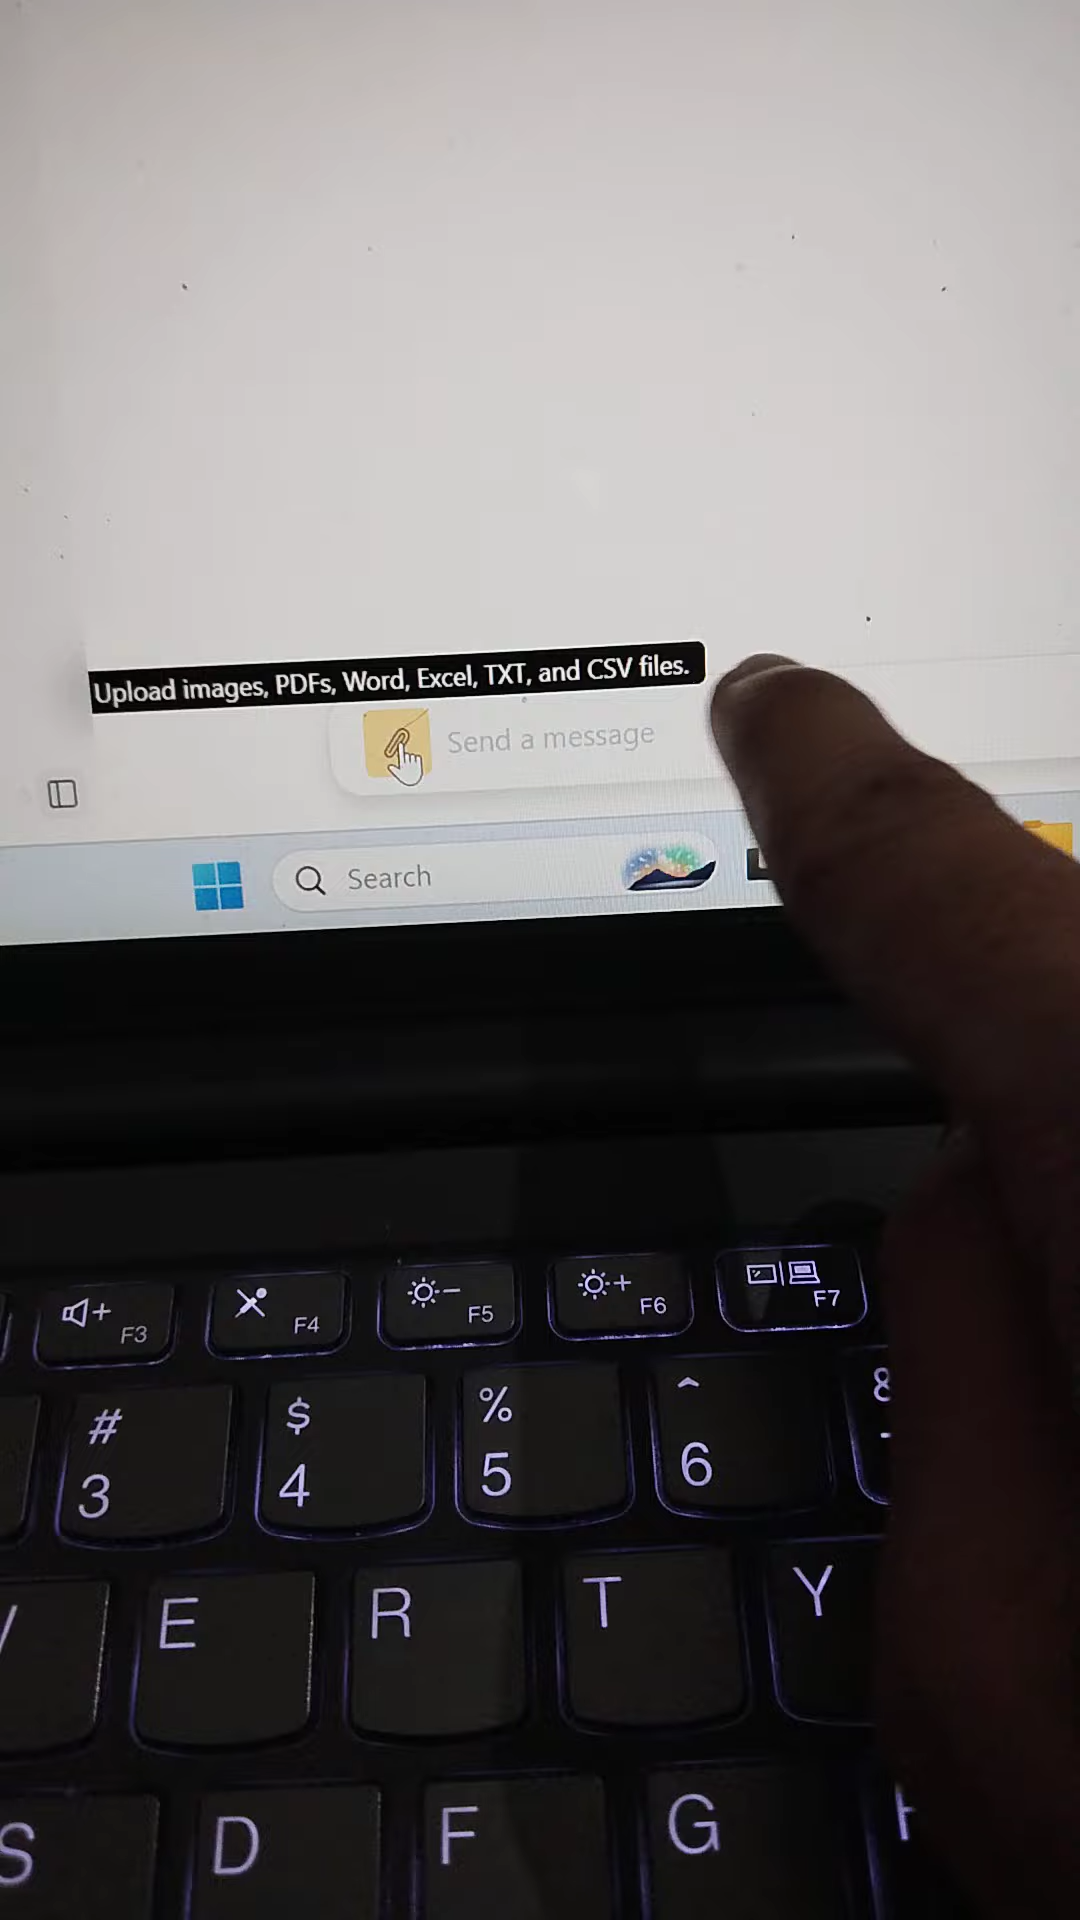 Upload images, PDFs, Word, Excel, TXT, and CSV files.
Send a message
Search
F3 F4 F5 F6 F7
# $ % ^ &
3 4 5 6
E R T Y
S D F G